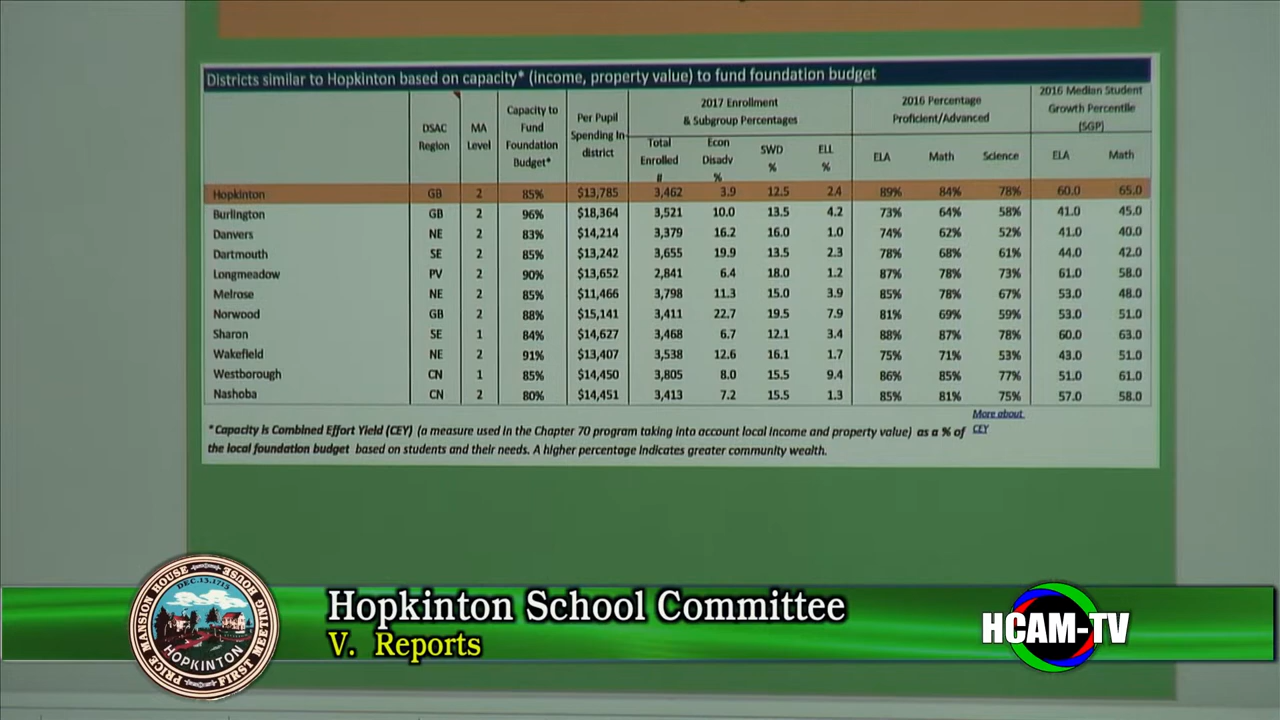 Districts similar to Hopkinton based on capacity* (income, property value) to fund foundation budget
DSAC Region MA Level Capacity to Fund Foundation Budget* Per Pupil Spending in district 2017 Enrollment & Subgroup Percentages 2016 Percentage Proficient/Advanced 2016 Median Student Growth Percentile (SGP)
Total Enrolled # Econ Disadv % SWD % ELL % ELA Math Science ELA Math
Hopkinton GB 2 85% $13,785 3,462 3.9 12.5 2.4 89% 84% 78% 60.0 65.0
Burlington GB 2 96% $18,364 3,521 10.0 13.5 4.2 73% 64% 58% 41.0 45.0
Danvers NE 2 83% $14,214 3,379 16.2 16.0 1.0 74% 62% 52% 41.0 40.0
Dartmouth SE 2 85% $13,242 3,655 19.9 13.5 2.3 78% 68% 61% 44.0 42.0
Longmeadow PV 2 90% $13,652 2,841 6.4 18.0 1.2 87% 78% 73% 61.0 58.0
Melrose NE 2 85% $11,466 3,798 11.3 15.0 3.9 85% 78% 67% 53.0 48.0
Norwood GB 2 88% $15,141 3,411 22.7 19.5 7.9 81% 69% 59% 53.0 51.0
Sharon SE 1 84% $14,627 3,468 6.7 12.1 3.4 88% 87% 78% 60.0 63.0
Wakefield NE 2 91% $13,407 3,538 12.6 16.1 1.7 75% 71% 53% 43.0 51.0
Westborough CN 1 85% $14,450 3,805 8.0 15.5 9.4 86% 85% 77% 51.0 61.0
Nashoba CN 2 80% $14,451 3,413 7.2 15.5 1.3 85% 81% 75% 57.0 58.0
More about CEY
*Capacity is Combined Effort Yield (CEY) (a measure used in the Chapter 70 program taking into account local income and property value) as a % of
the local foundation budget based on students and their needs. A higher percentage indicates greater community wealth.
PRICE MANSION HOUSE HOUSE FIRST MEETING
DEC.13.1715
HOPKINTON
Hopkinton School Committee
V. Reports
HCAM-TV